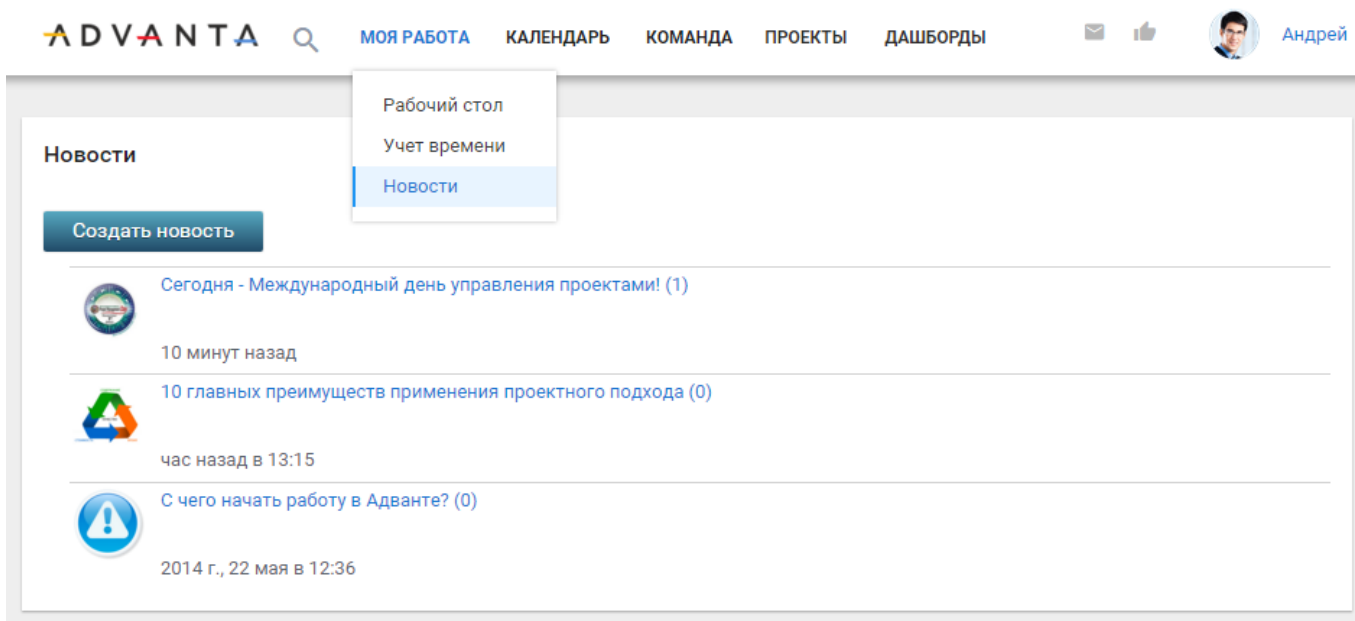 ADVANTA
МОЯ РАБОТА КАЛЕНДАРЬ КОМАНДА ПРОЕКТЫ ДАШБОРДЫ Андрей
Рабочий стол
Учет времени
Новости
Новости
Создать новость
Сегодня - Международный день управления проектами! (1)
10 минут назад
10 главных преимуществ применения проектного подхода (0)
час назад в 13:15
С чего начать работу в Адванте? (0)
2014 г., 22 мая в 12:36